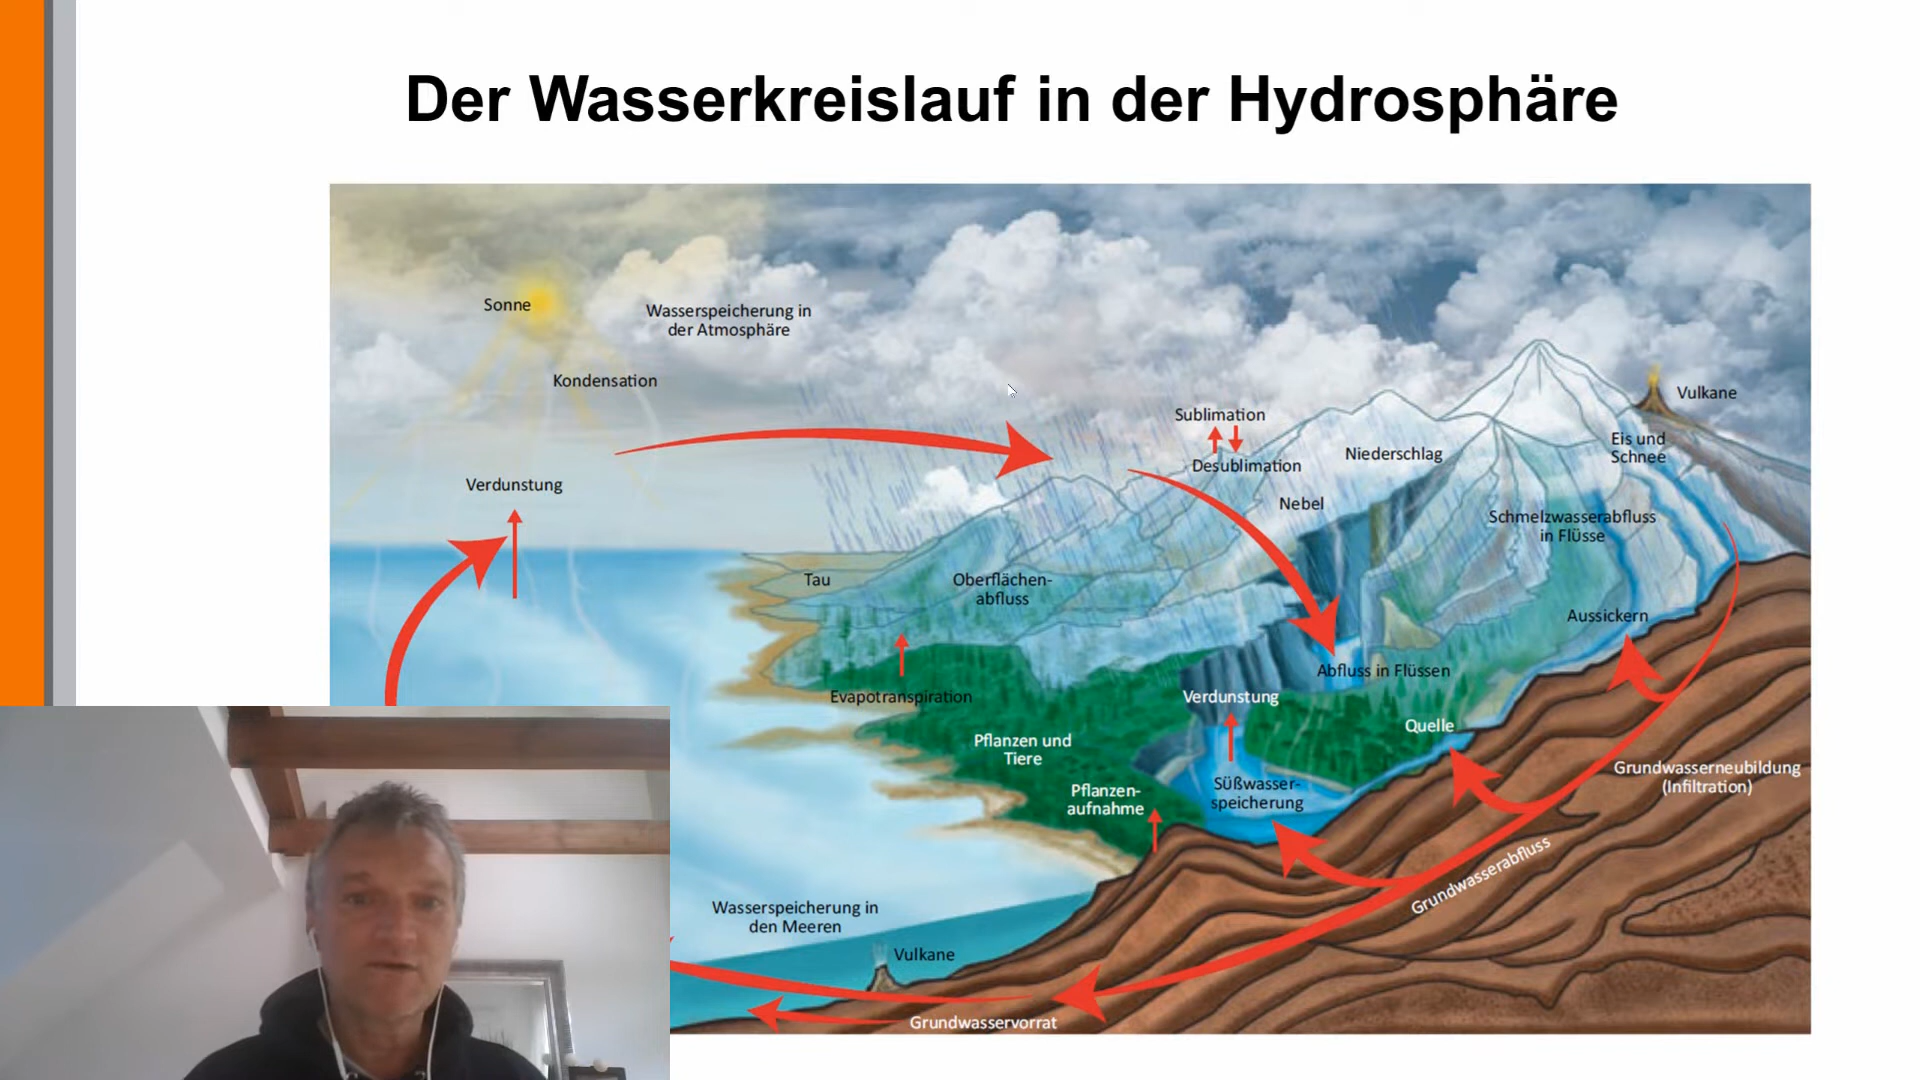 Der Wasserkreislauf in der Hydrosphäre
Sonne
Wasserspeicherung in
der Atmosphäre
Kondensation
Verdunstung
Sublimation
Desublimation
Niederschlag
Nebel
Vulkane
Eis und
Schnee
Schmelzwasserabfluss
in Flüsse
Tau
Oberflächen-
abfluss
Aussickern
Evapotranspiration
Abfluss in Flüssen
Verdunstung
Quelle
Pflanzen und
Tiere
Pflanzen-
aufnahme
Süßwasser-
speicherung
Grundwasserneubildung
(Infiltration)
Grundwasserabfluss
Wasserspeicherung in
den Meeren
Vulkane
Grundwasservorrat